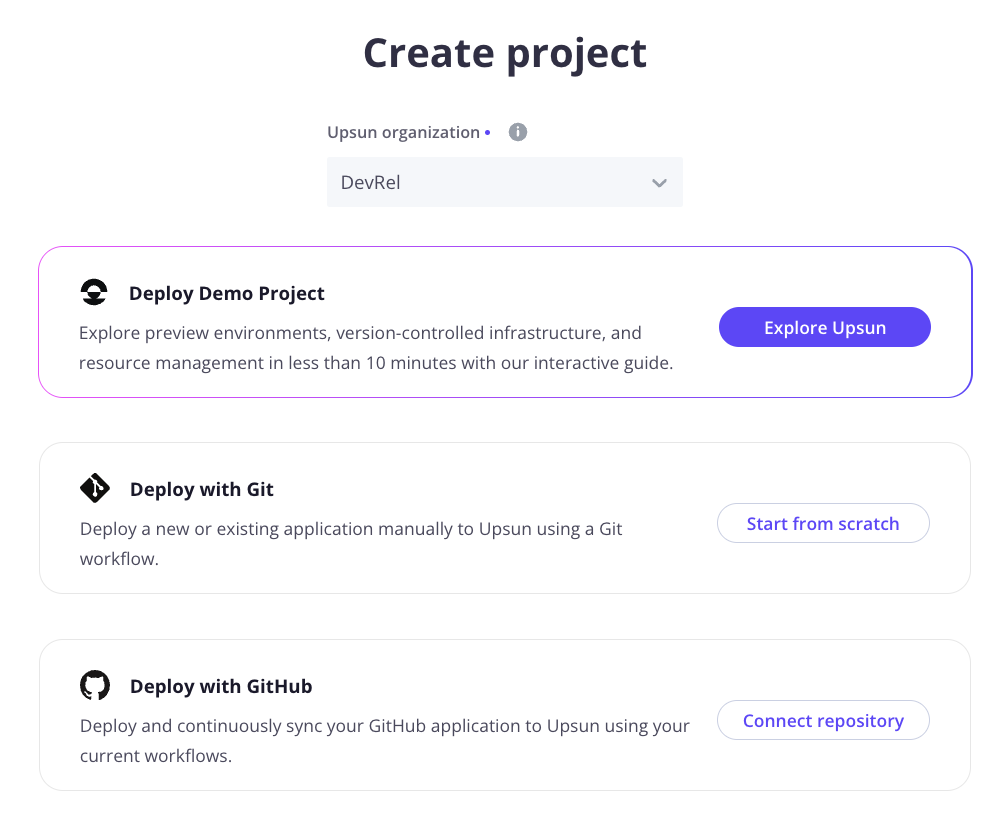 Create project
Upsun organization
DevRel
Deploy Demo Project
Explore preview environments, version-controlled infrastructure, and
resource management in less than 10 minutes with our interactive guide.
Explore Upsun
Deploy with Git
Deploy a new or existing application manually to Upsun using a Git
workflow.
Start from scratch
Deploy with GitHub
Deploy and continuously sync your GitHub application to Upsun using your
current workflows.
Connect repository